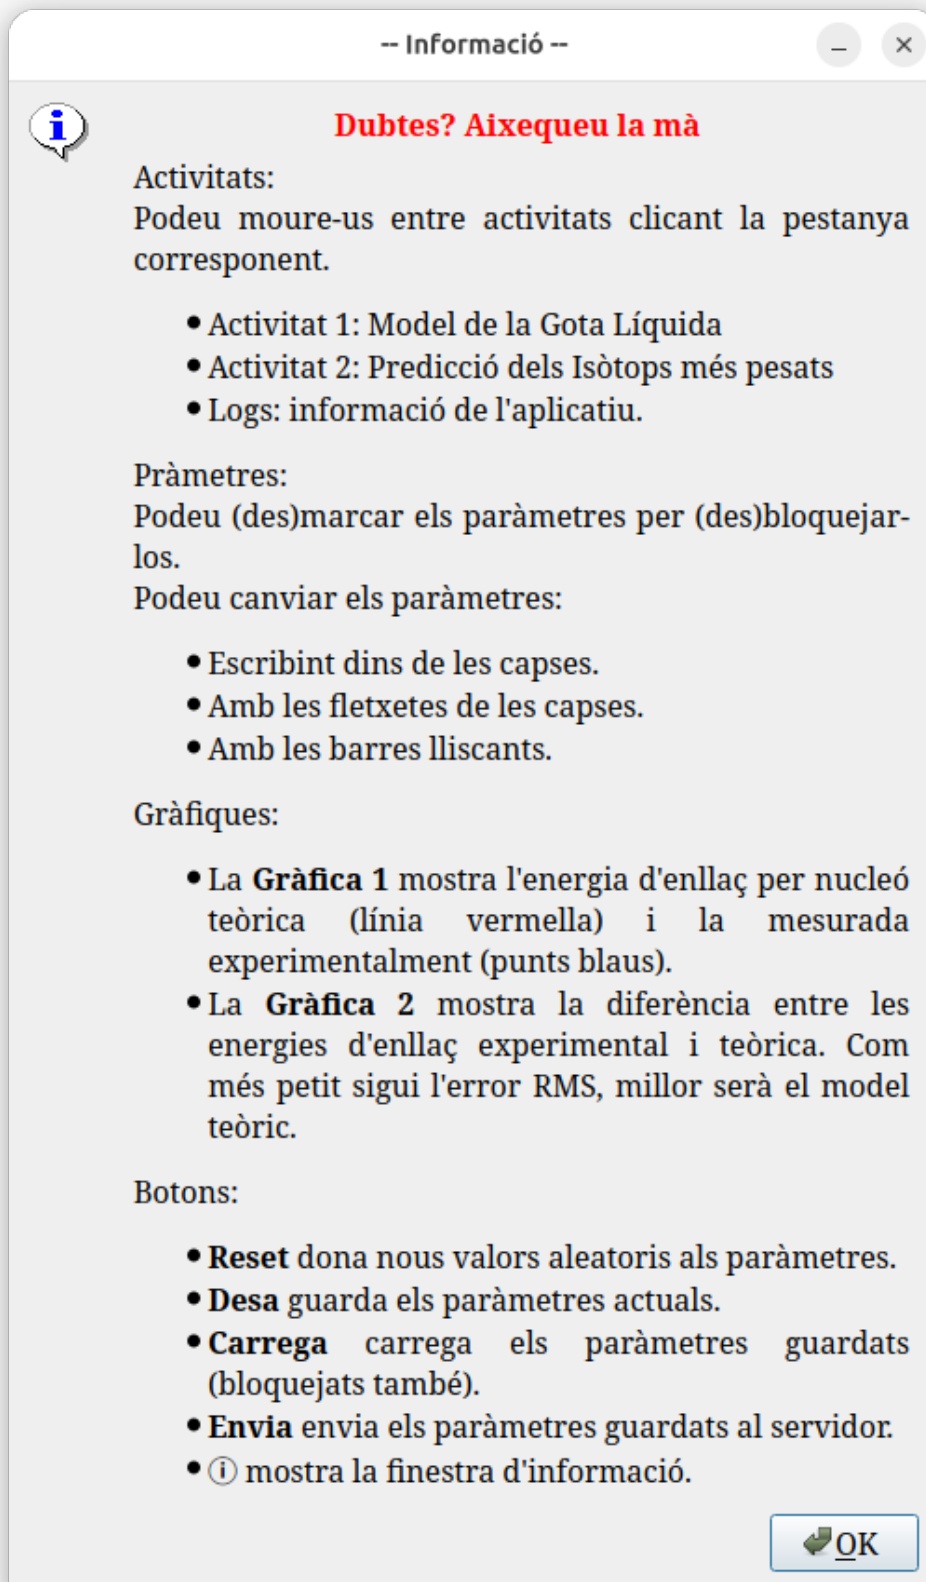 -- Informació --
Dubtes? Aixequeu la mà
Activitats:
Podeu moure-us entre activitats clicant la pestanya
corresponent.
• Activitat 1: Model de la Gota Líquida
• Activitat 2: Predicció dels Isòtops més pesats
• Logs: informació de l'aplicatiu.
Pràmetres:
Podeu (des)marcar els paràmetres per (des)bloquejar-
los.
Podeu canviar els paràmetres:
• Escribint dins de les capses.
• Amb les fletxetes de les capses.
• Amb les barres lliscants.
Gràfiques:
• La Gràfica 1 mostra l'energia d'enllaç per nucleó
teòrica (línia vermella) i la mesurada
experimentalment (punts blaus).
• La Gràfica 2 mostra la diferència entre les
energies d'enllaç experimental i teòrica. Com
més petit sigui l'error RMS, millor serà el model
teòric.
Botons:
• Reset dona nous valors aleatoris als paràmetres.
• Desa guarda els paràmetres actuals.
• Carrega carrega els paràmetres guardats
(bloquejats també).
• Envia envia els paràmetres guardats al servidor.
• ⓘ mostra la finestra d'informació.
OK